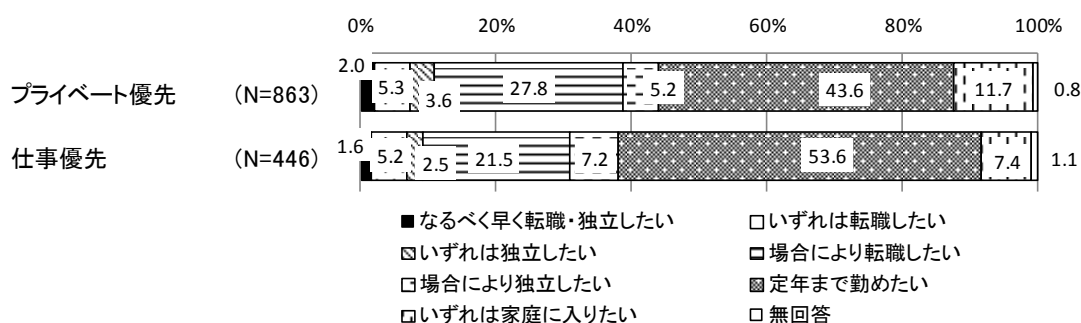 0% 20% 40% 60% 80% 100%
プライベート優先 (N=863) 2.0 5.3 3.6 27.8 5.2 43.6 11.7 0.8
仕事優先 (N=446) 1.6 5.2 2.5 21.5 7.2 53.6 7.4 1.1
なるべく早く転職・独立したい いずれは転職したい
いずれは独立したい 場合により転職したい
場合により独立したい 定年まで勤めたい
いずれは家庭に入りたい 無回答